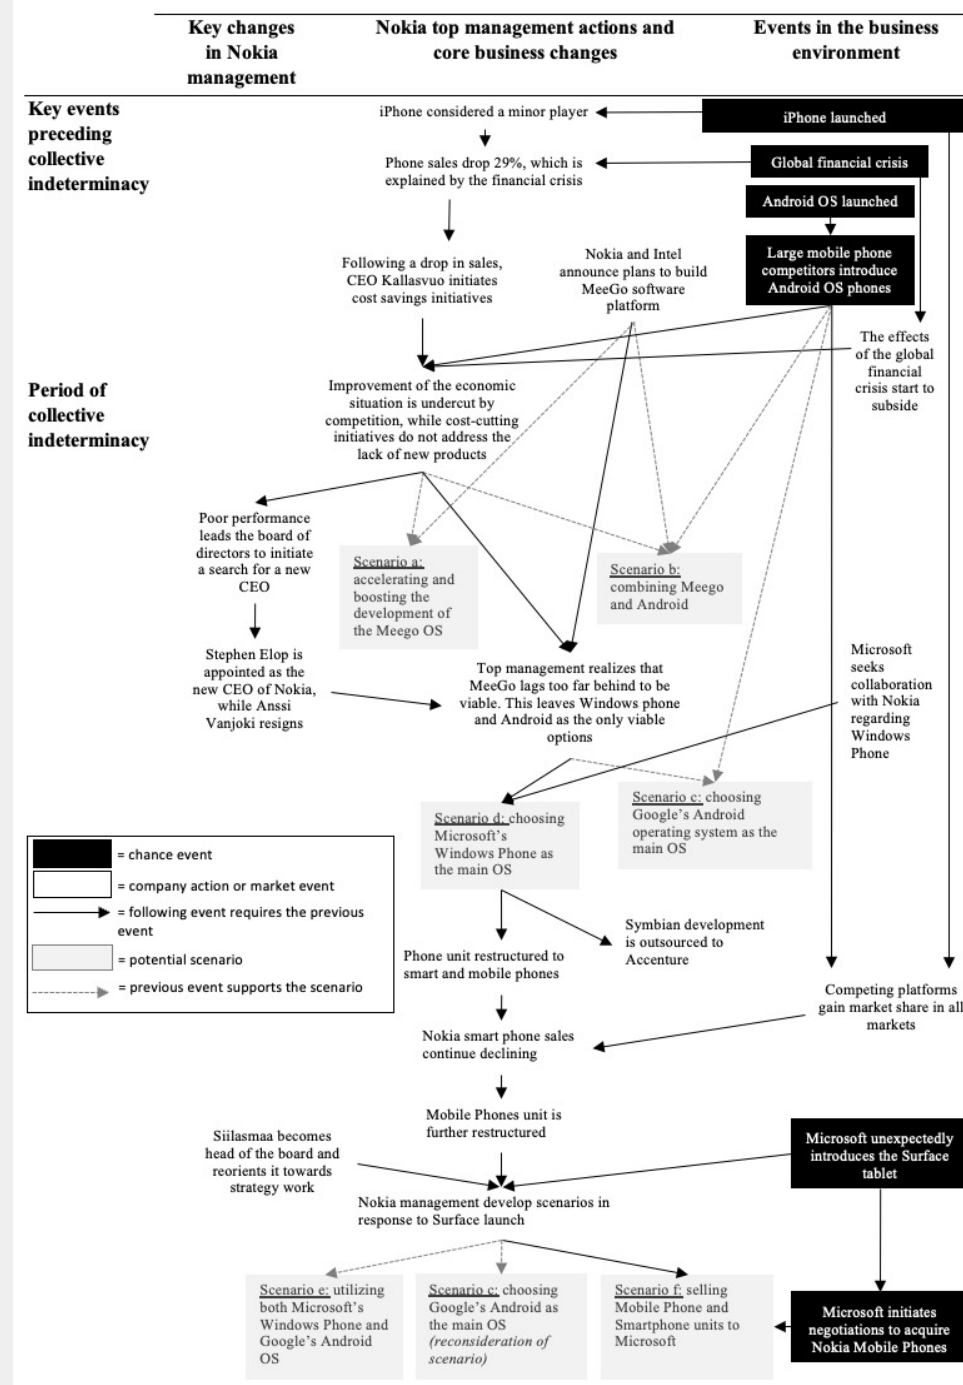 Key changes
in Nokia
management
Nokia top management actions and
core business changes
Events in the business
environment
Key events
preceding
collective
indeterminacy
iPhone considered a minor player
iPhone launched
Phone sales drop 29%, which is
explained by the financial crisis
Global financial crisis
Android OS launched
Large mobile phone
competitors introduce
Android OS phones
Following a drop in sales,
CEO Kallasvuo initiates
cost savings initiatives
Nokia and Intel
announce plans to build
MeeGo software
platform
The effects
of the global
financial
crisis start to
subside
Period of
collective
indeterminacy
Improvement of the economic
situation is undercut by
competition, while cost-cutting
initiatives do not address the
lack of new products
Poor performance
leads the board of
directors to initiate
a search for a new
CEO
Scenario a:
accelerating and
boosting the
development of
the Meego OS
Scenario b:
combining Meego
and Android
Stephen Elop is
appointed as the
new CEO of Nokia,
while Anssi
Vanjoki resigns
Top management realizes that
MeeGo lags too far behind to be
viable. This leaves Windows phone
and Android as the only viable
options
Microsoft
seeks
collaboration
with Nokia
regarding
Windows
Phone
Scenario d: choosing
Microsoft's
Windows Phone as
the main OS
Scenario c: choosing
Google's Android
operating system as the
main OS
= chance event
= company action or market event
= following event requires the previous
event
= potential scenario
= previous event supports the scenario
Phone unit restructured to
smart and mobile phones
Symbian development
is outsourced to
Accenture
Competing platforms
gain market share in all
markets
Nokia smart phone sales
continue declining
Mobile Phones unit is
further restructured
Siilasmaa becomes
head of the board and
reorients it towards
strategy work
Microsoft unexpectedly
introduces the Surface
tablet
Nokia management develop scenarios in
response to Surface launch
Scenario e: utilizing
both Microsoft's
Windows Phone and
Google's Android
OS
Scenario c: choosing
Google's Android as
the main OS
(reconsideration of
scenario)
Scenario f: selling
Mobile Phone and
Smartphone units to
Microsoft
Microsoft initiates
negotiations to acquire
Nokia Mobile Phones